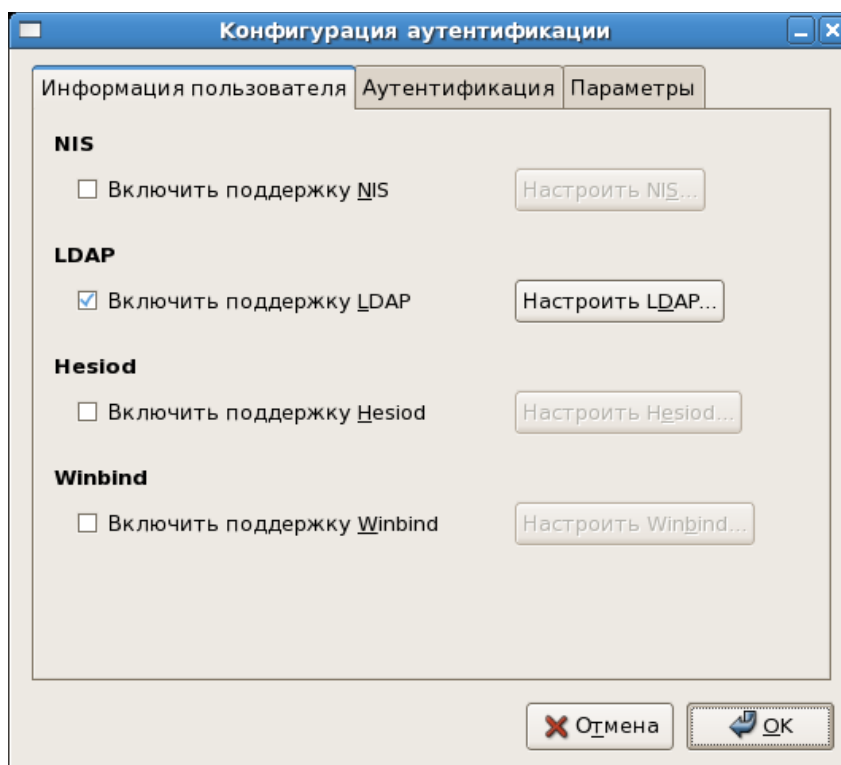 Конфигурация аутентификации
Информация пользователя Аутентификация Параметры
NIS
Включить поддержку NIS Настроить NIS...
LDAP
Включить поддержку LDAP Настроить LDAP...
Hesiod
Включить поддержку Hesiod Настроить Hesiod...
Winbind
Включить поддержку Winbind Настроить Winbind...
Отмена OK